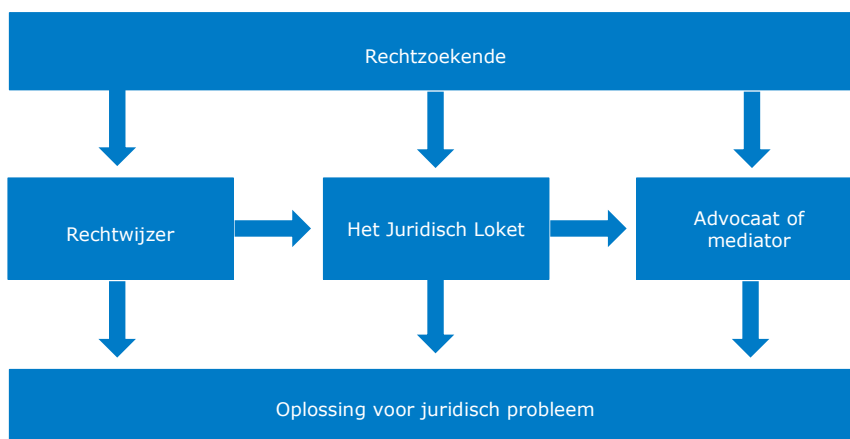 Rechtzoekende
Rechtwijzer
Het Juridisch Loket
Advocaat of
mediator
Oplossing voor juridisch probleem